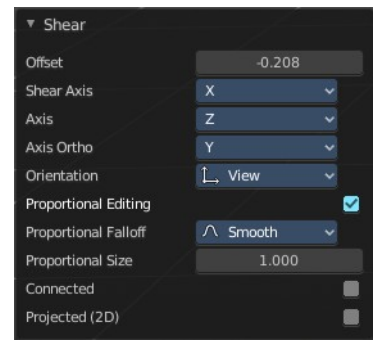 Shear
Offset -0.208
Shear Axis X
Axis Z
Axis Ortho Y
Orientation View
Proportional Editing
Proportional Falloff Smooth
Proportional Size 1.000
Connected
Projected (2D)